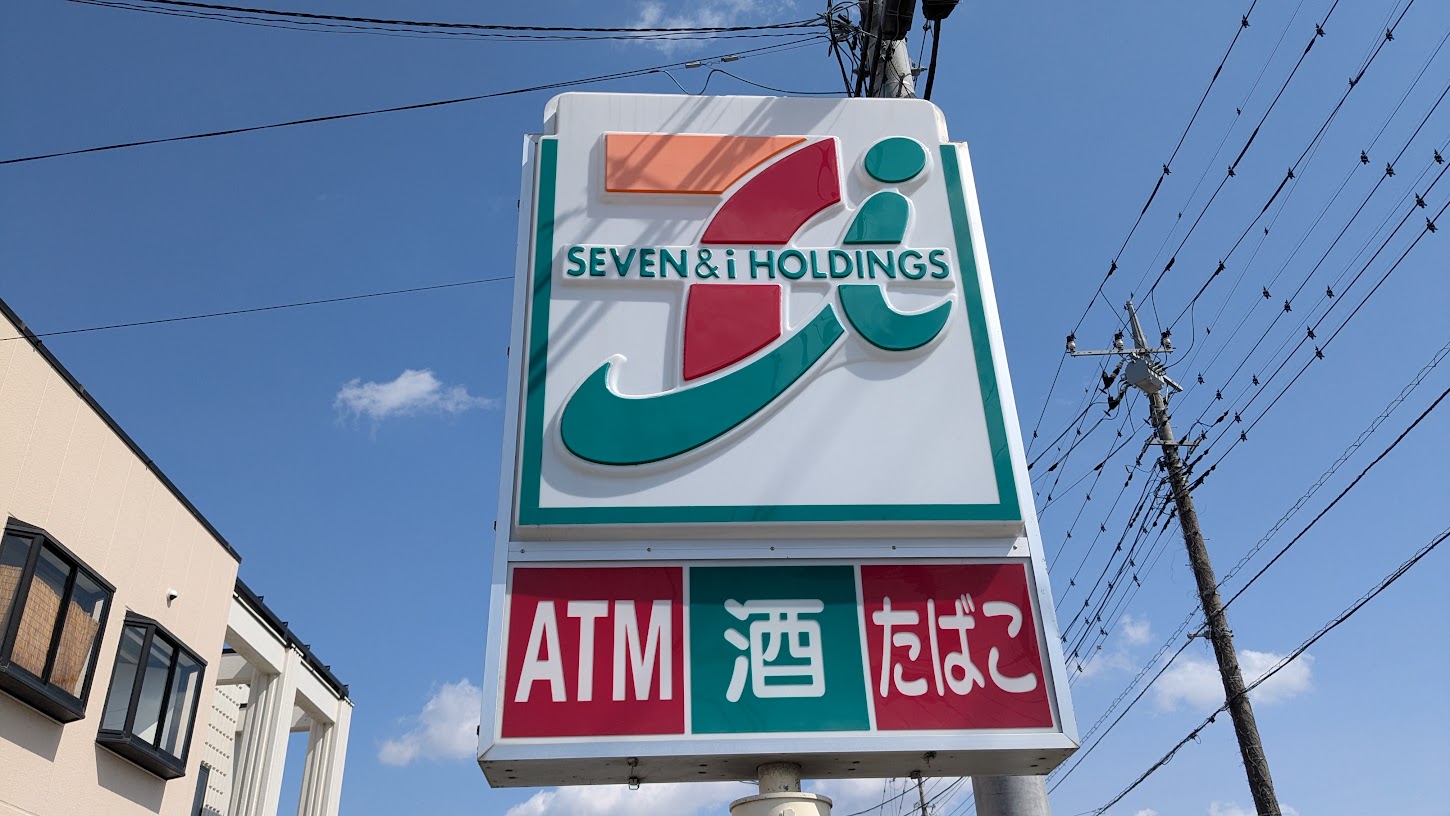 SEVEN&i HOLDINGS
ATM 酒 たばこ